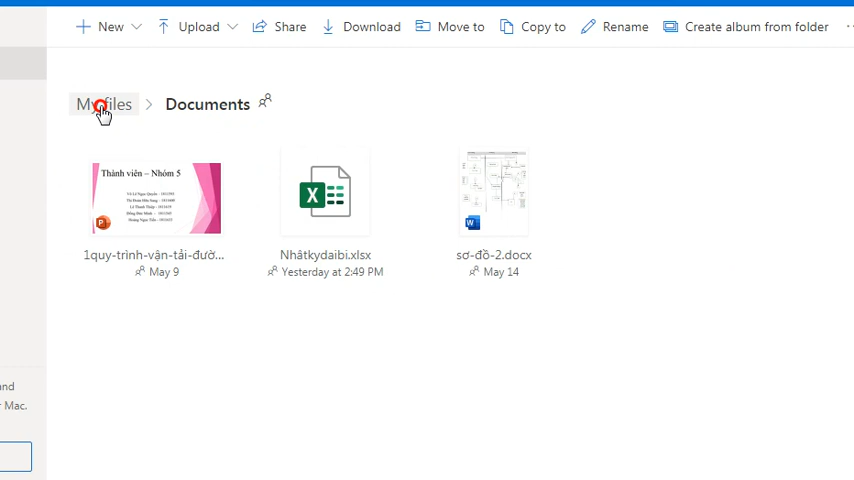 New Upload Share Download Move to Copy to Rename Create album from folder ...
My files > Documents
Thành viên – Nhóm 5
1quy-trình-vận-tải-đườ...
May 9
Nhâtkydaibi.xlsx
Yesterday at 2:49 PM
sơ-đồ-2.docx
May 14
and
Mac.